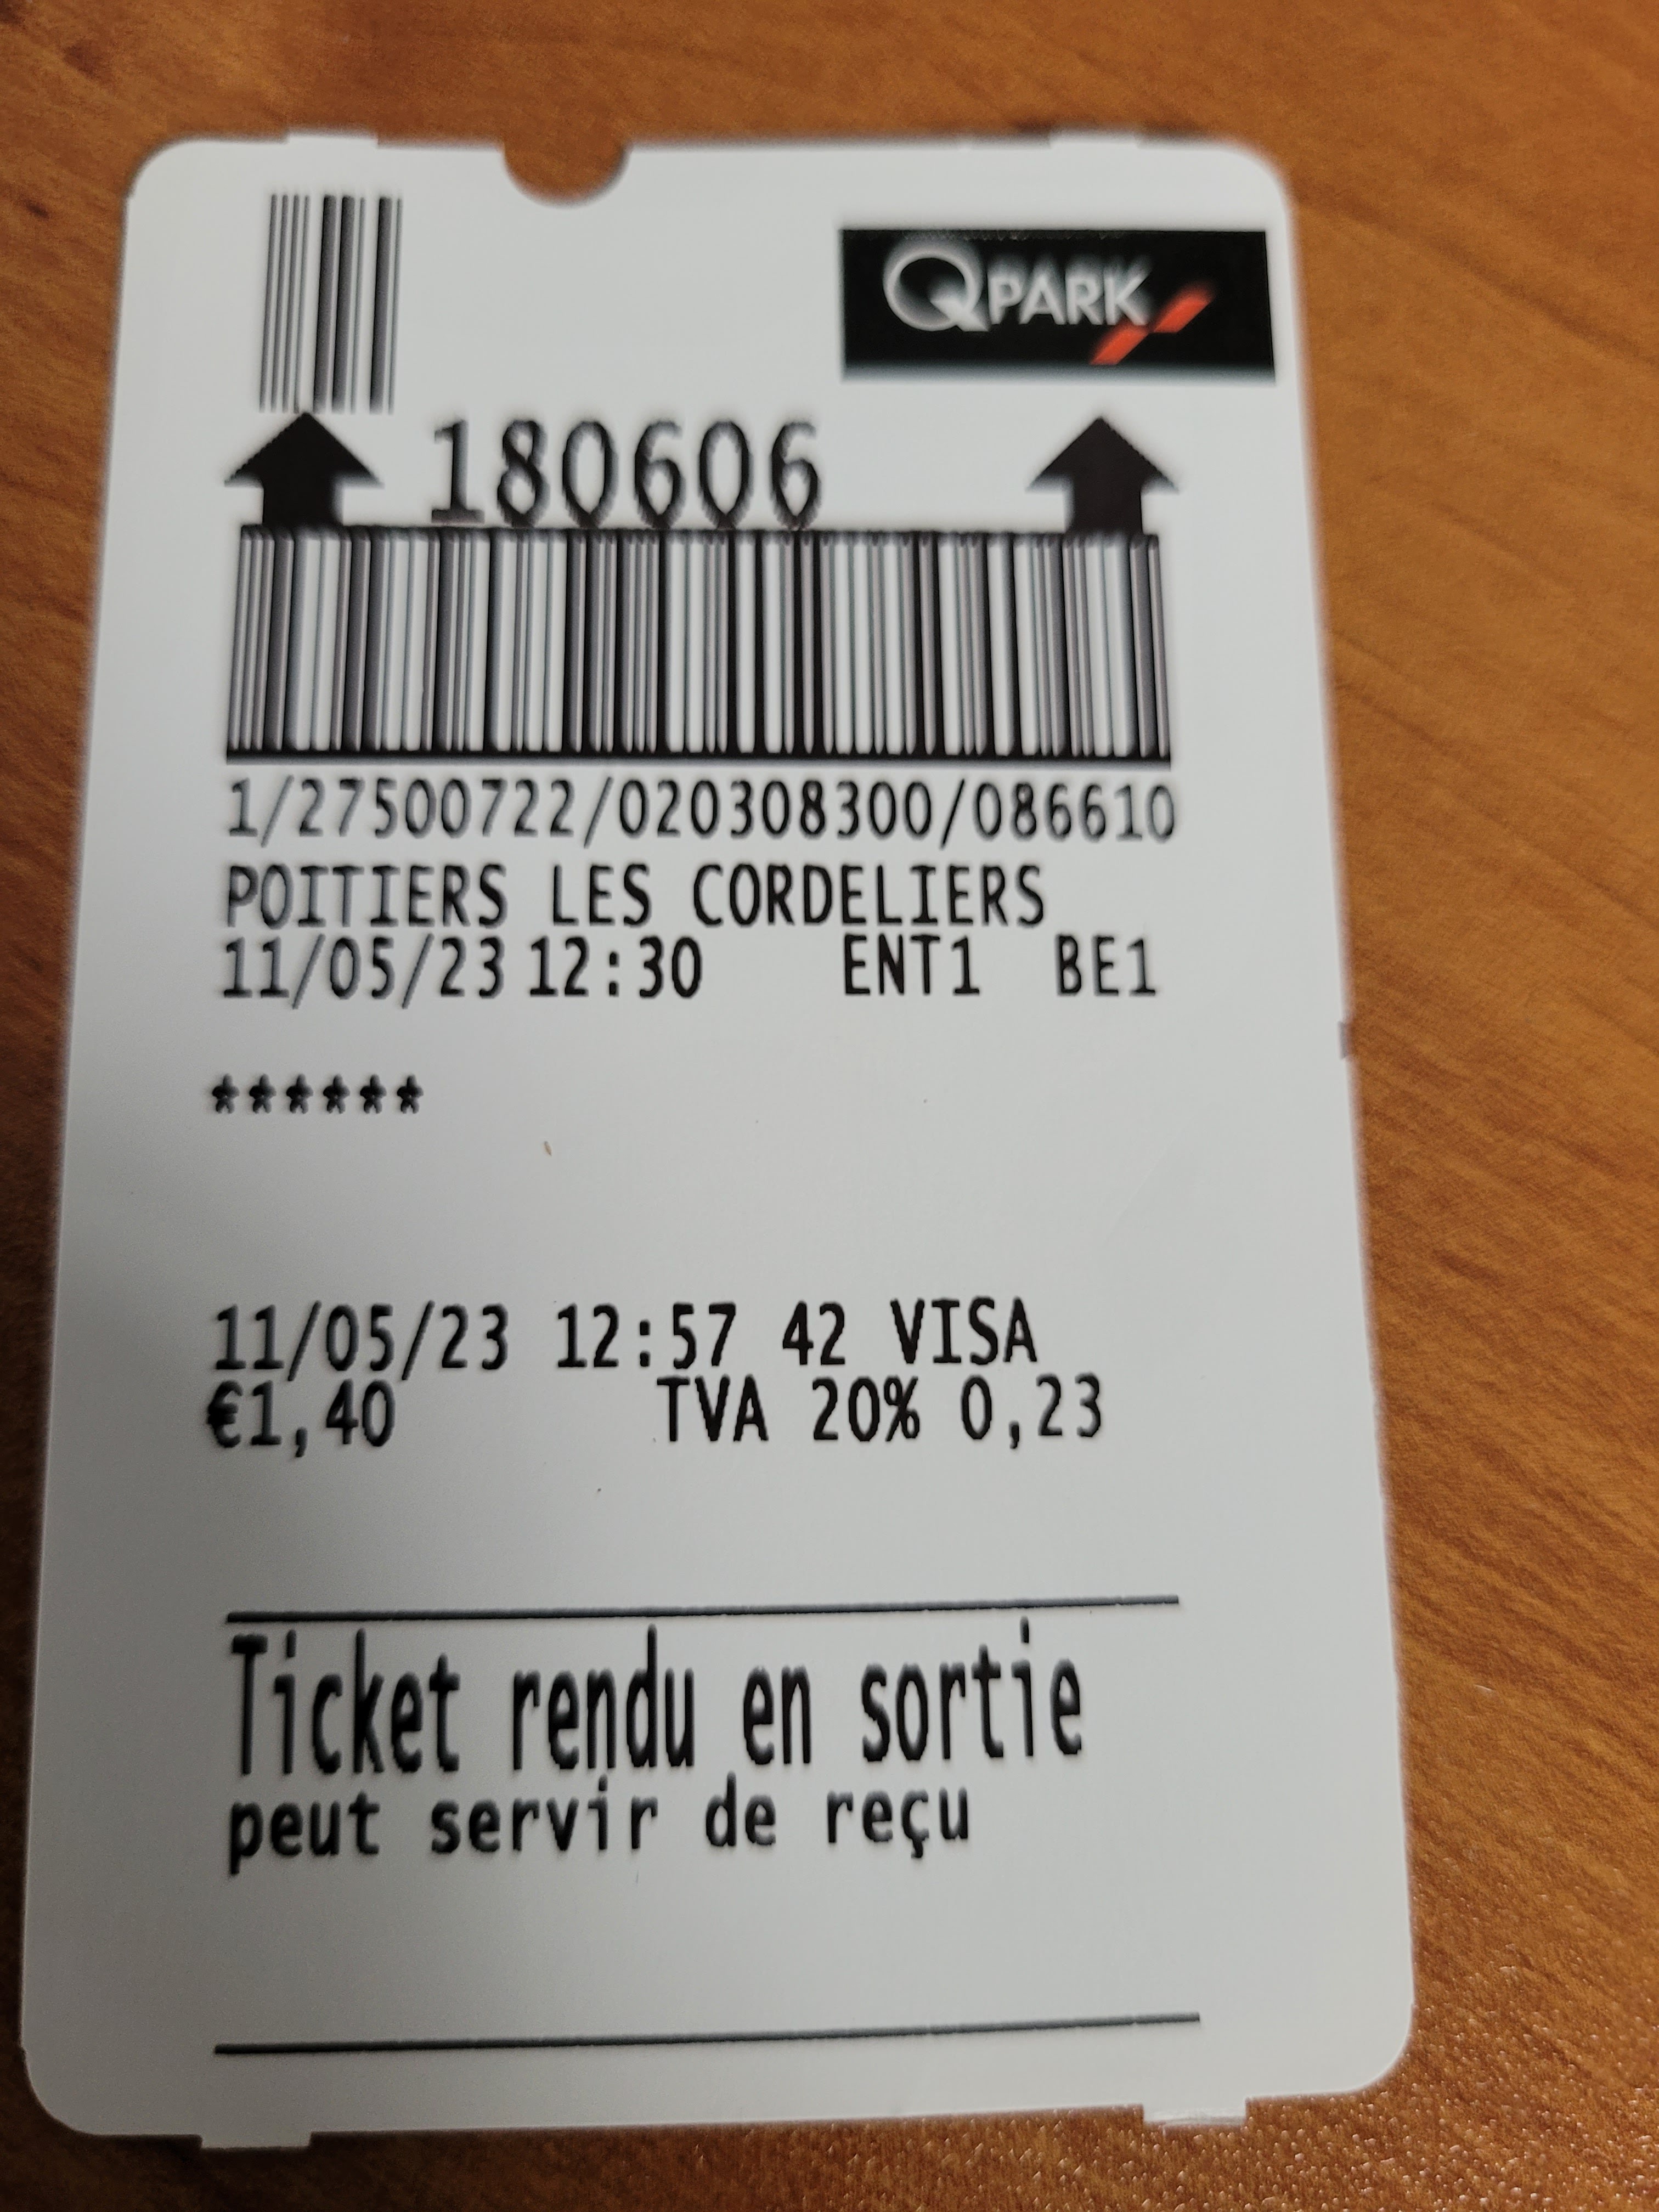 QPARK
180606
1/27500722/020308300/086610
POITIERS LES CORDELIERS
11/05/23 12:30 ENT1 BE1
******
11/05/23 12:57 42 VISA
€1,40 TVA 20% 0,23
Ticket rendu en sortie
peut servir de reçu